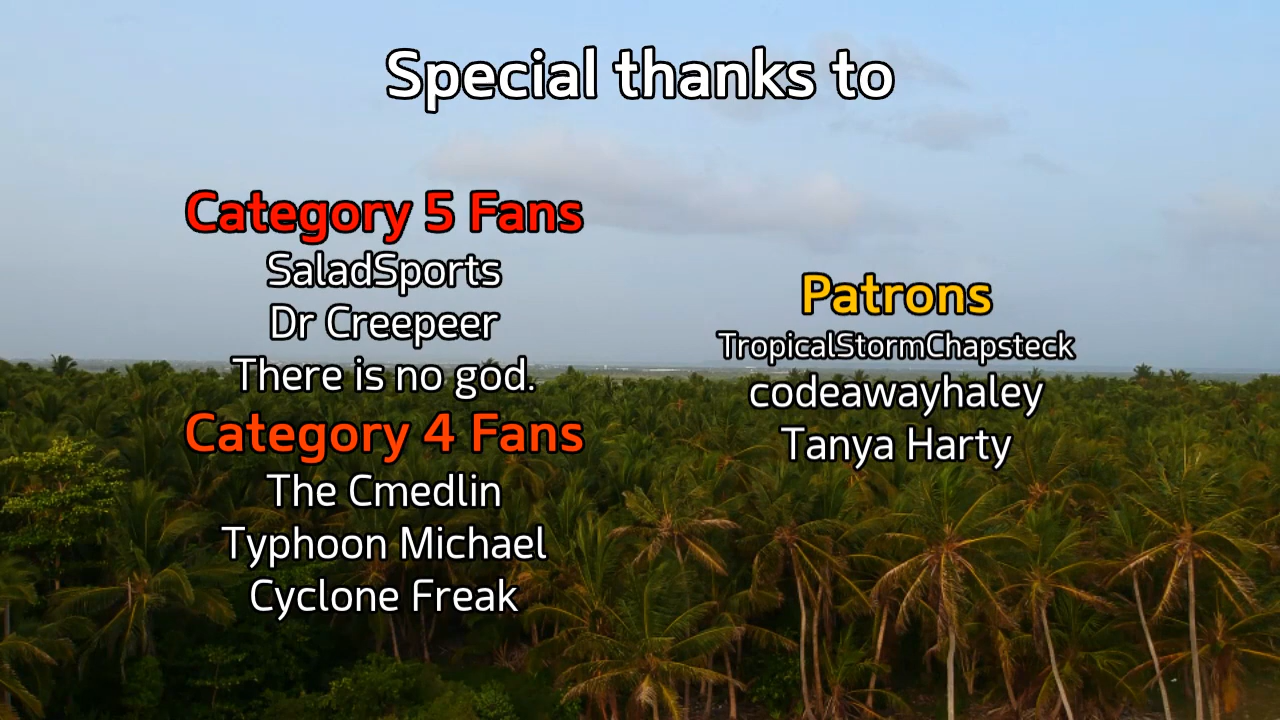 Special thanks to
Category 5 Fans
SaladSports
Dr Creepeer
There is no god.
Category 4 Fans
The Cmedlin
Typhoon Michael
Cyclone Freak
Patrons
TropicalStormChapsteck
codeawayhaley
Tanya Harty